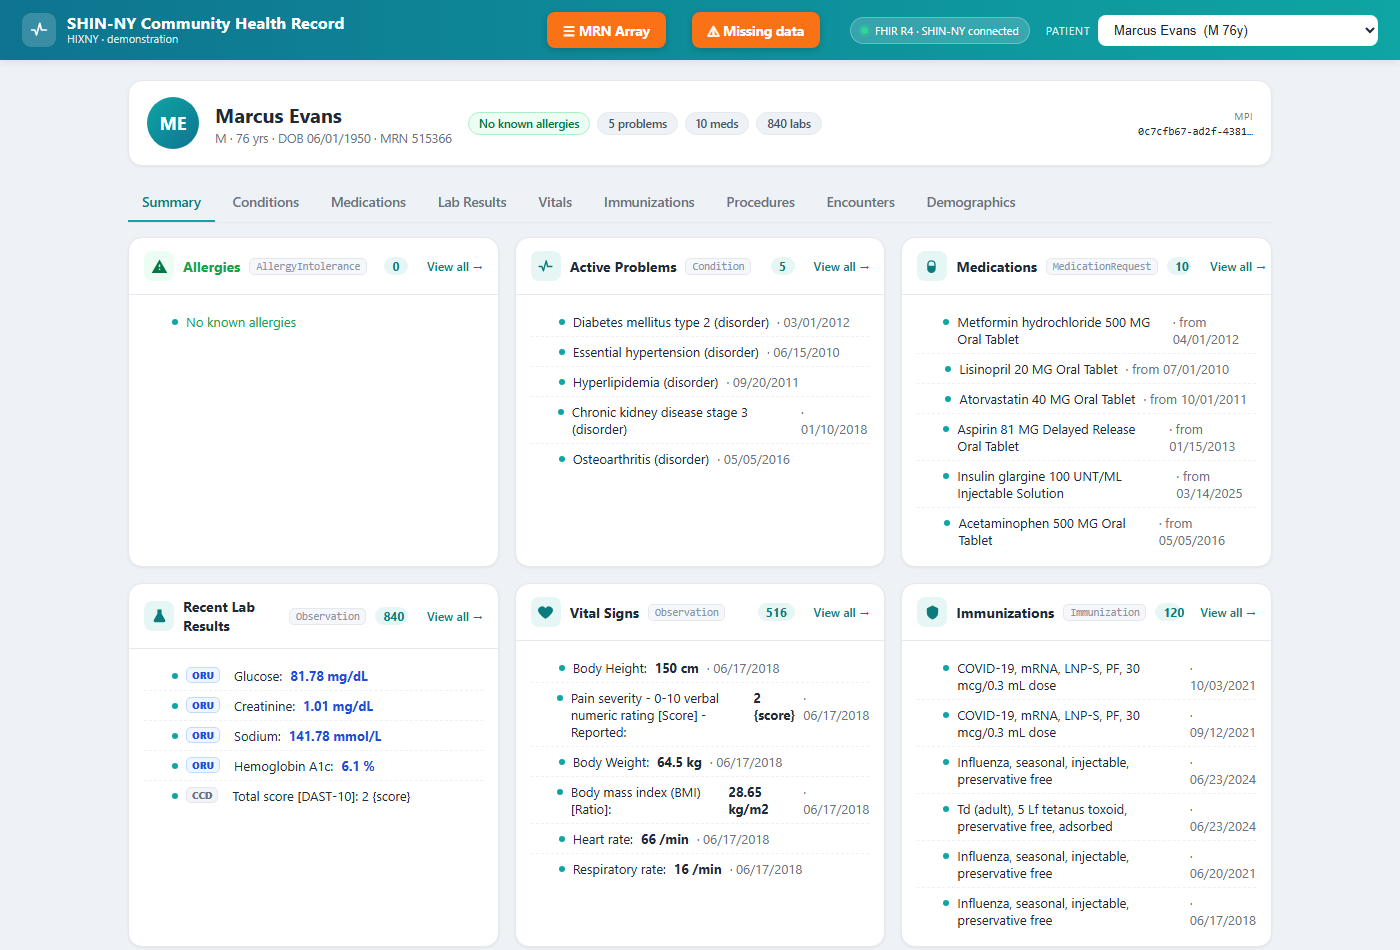 SHIN-NY Community Health Record
HIXNY · demonstration
☰ MRN Array
⚠ Missing data
FHIR R4 · SHIN-NY connected
PATIENT
Marcus Evans (M 76y)
ME
Marcus Evans
M · 76 yrs · DOB 06/01/1950 · MRN 515366
No known allergies
5 problems
10 meds
840 labs
MPI
0c7cfb67-ad2f-4381…
Summary
Conditions
Medications
Lab Results
Vitals
Immunizations
Procedures
Encounters
Demographics
Allergies AllergyIntolerance 0 View all →
No known allergies
Active Problems Condition 5 View all →
Diabetes mellitus type 2 (disorder) · 03/01/2012
Essential hypertension (disorder) · 06/15/2010
Hyperlipidemia (disorder) · 09/20/2011
Chronic kidney disease stage 3 ·
(disorder) 01/10/2018
Osteoarthritis (disorder) · 05/05/2016
Medications MedicationRequest 10 View all →
Metformin hydrochloride 500 MG · from
Oral Tablet 04/01/2012
Lisinopril 20 MG Oral Tablet · from 07/01/2010
Atorvastatin 40 MG Oral Tablet · from 10/01/2011
Aspirin 81 MG Delayed Release · from
Oral Tablet 01/15/2013
Insulin glargine 100 UNT/ML · from
Injectable Solution 03/14/2025
Acetaminophen 500 MG Oral · from
Tablet 05/05/2016
Recent Lab
Results
Observation 840 View all →
ORU Glucose: 81.78 mg/dL
ORU Creatinine: 1.01 mg/dL
ORU Sodium: 141.78 mmol/L
ORU Hemoglobin A1c: 6.1 %
CCD Total score [DAST-10]: 2 {score}
Vital Signs Observation 516 View all →
Body Height: 150 cm · 06/17/2018
Pain severity - 0-10 verbal 2 ·
numeric rating [Score] - {score} 06/17/2018
Reported:
Body Weight: 64.5 kg · 06/17/2018
Body mass index (BMI) 28.65 ·
[Ratio]: kg/m2 06/17/2018
Heart rate: 66 /min · 06/17/2018
Respiratory rate: 16 /min · 06/17/2018
Immunizations Immunization 120 View all →
COVID-19, mRNA, LNP-S, PF, 30 ·
mcg/0.3 mL dose 10/03/2021
COVID-19, mRNA, LNP-S, PF, 30 ·
mcg/0.3 mL dose 09/12/2021
Influenza, seasonal, injectable, ·
preservative free 06/23/2024
Td (adult), 5 Lf tetanus toxoid, ·
preservative free, adsorbed 06/23/2024
Influenza, seasonal, injectable, ·
preservative free 06/20/2021
Influenza, seasonal, injectable, ·
preservative free 06/17/2018